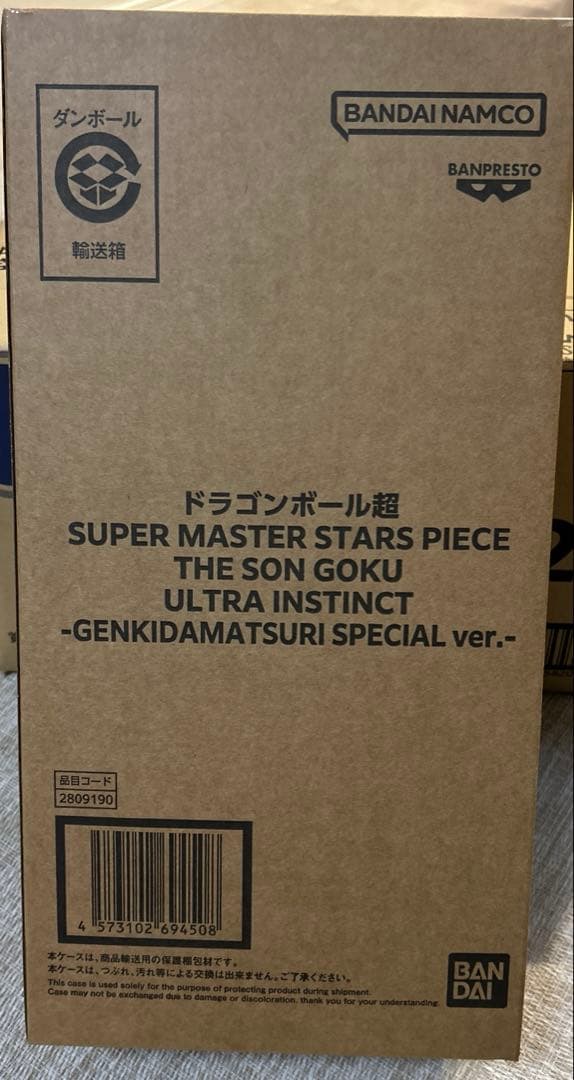 ダンボール
輸送箱
BANDAI NAMCO
BANPRESTO
ドラゴンボール超
SUPER MASTER STARS PIECE
THE SON GOKU
ULTRA INSTINCT
-GENKIDAMATSURI SPECIAL ver.-
品目コード
2809190
4 573102 694508
本ケースは、商品輸送用の保護梱包材です。
本ケースは、つぶれ、汚れ等による交換は出来ません。ご了承ください。
This case is used solely for the purpose of protecting product during shipment.
Case may not be exchanged due to damage or discoloration. thank you for your understanding.
BAN
DAI
2